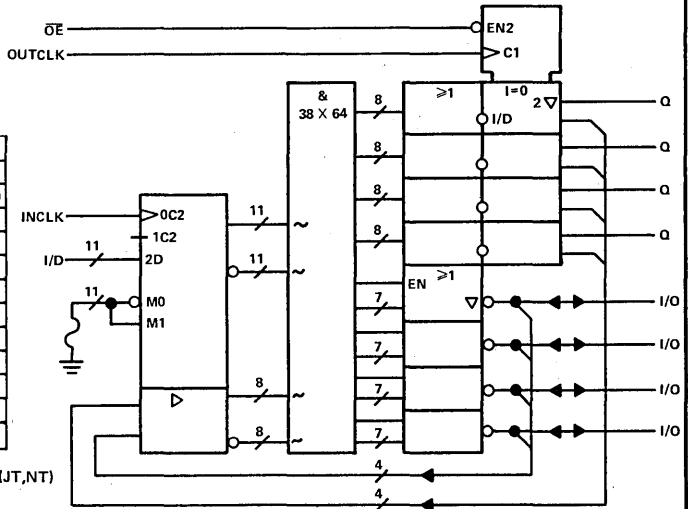 OE
EN2
OUTCLK
C1
&
38 X 64
8
≥1
I=0
2 ▽
Q
I/D
8
Q
8
Q
INCLK
0C2
11
~
8
Q
1C2
I/D
11
2D
11
~
EN
≥1
11
M0
7
▽
I/O
M1
7
I/O
▷
8
~
7
I/O
8
~
7
I/O
(JT,NT)
4
4